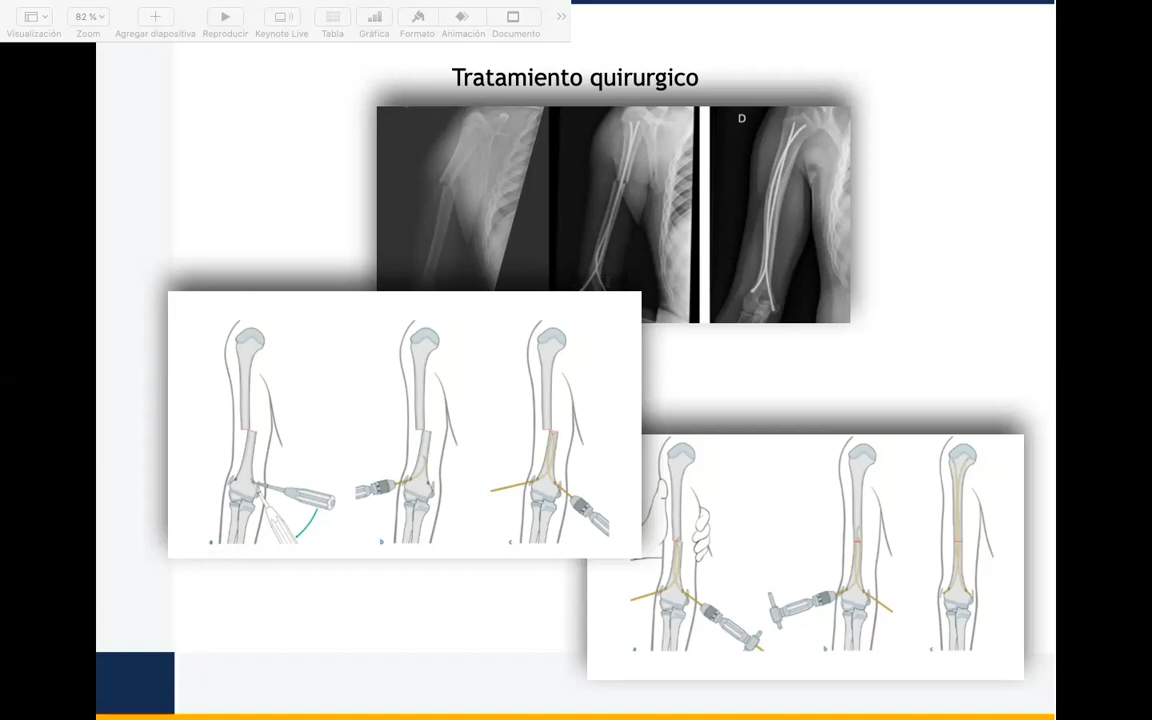 82 %
Visualización Zoom Agregar diapositiva Reproducir Keynote Live Tabla Gráfica Formato Animación Documento
Tratamiento quirurgico
D
a b c
a b c